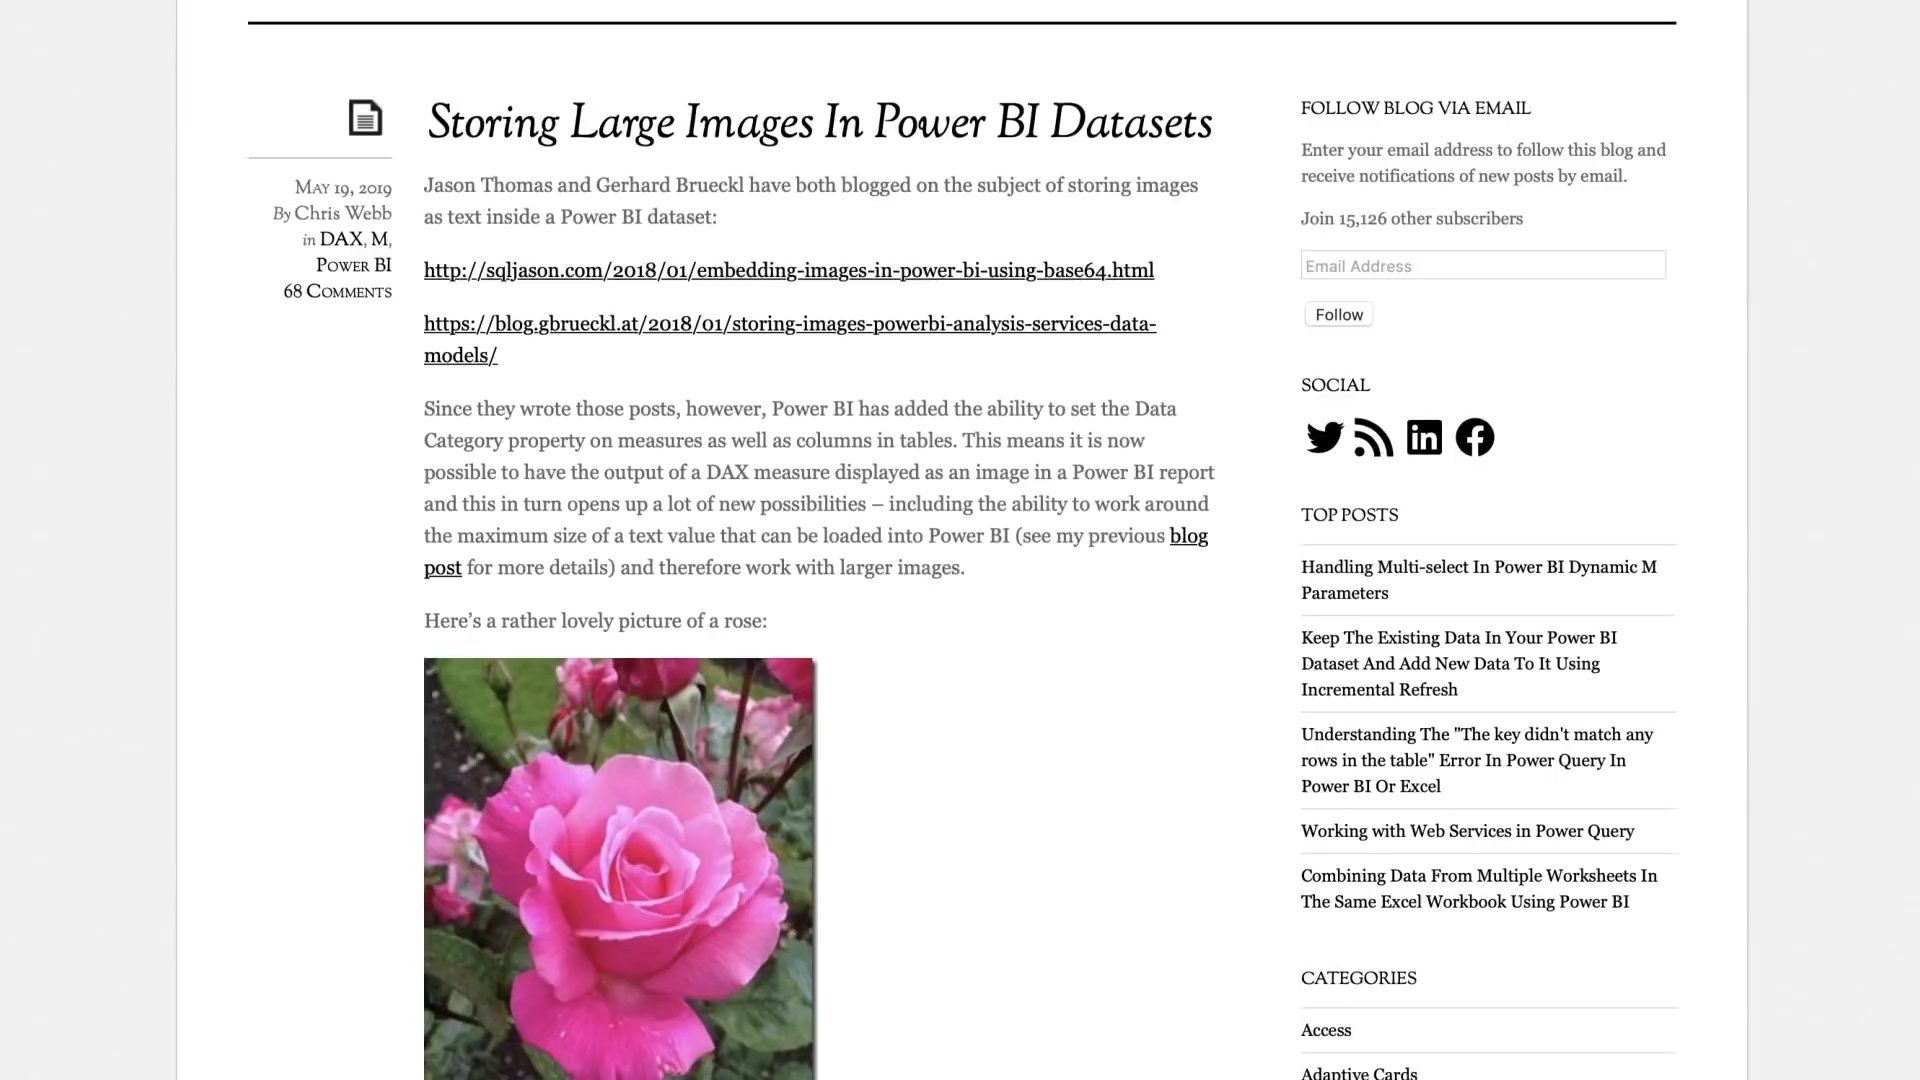 Storing Large Images In Power BI Datasets
May 19, 2019
By Chris Webb
in DAX, M,
Power BI
68 Comments
Jason Thomas and Gerhard Brueckl have both blogged on the subject of storing images
as text inside a Power BI dataset:
http://sqljason.com/2018/01/embedding-images-in-power-bi-using-base64.html
https://blog.gbrueckl.at/2018/01/storing-images-powerbi-analysis-services-data-
models/
Since they wrote those posts, however, Power BI has added the ability to set the Data
Category property on measures as well as columns in tables. This means it is now
possible to have the output of a DAX measure displayed as an image in a Power BI report
and this in turn opens up a lot of new possibilities – including the ability to work around
the maximum size of a text value that can be loaded into Power BI (see my previous blog
post for more details) and therefore work with larger images.
Here’s a rather lovely picture of a rose:
FOLLOW BLOG VIA EMAIL
Enter your email address to follow this blog and
receive notifications of new posts by email.
Join 15,126 other subscribers
Email Address
Follow
SOCIAL
in
TOP POSTS
Handling Multi-select In Power BI Dynamic M
Parameters
Keep The Existing Data In Your Power BI
Dataset And Add New Data To It Using
Incremental Refresh
Understanding The "The key didn't match any
rows in the table" Error In Power Query In
Power BI Or Excel
Working with Web Services in Power Query
Combining Data From Multiple Worksheets In
The Same Excel Workbook Using Power BI
CATEGORIES
Access
Adaptive Cards